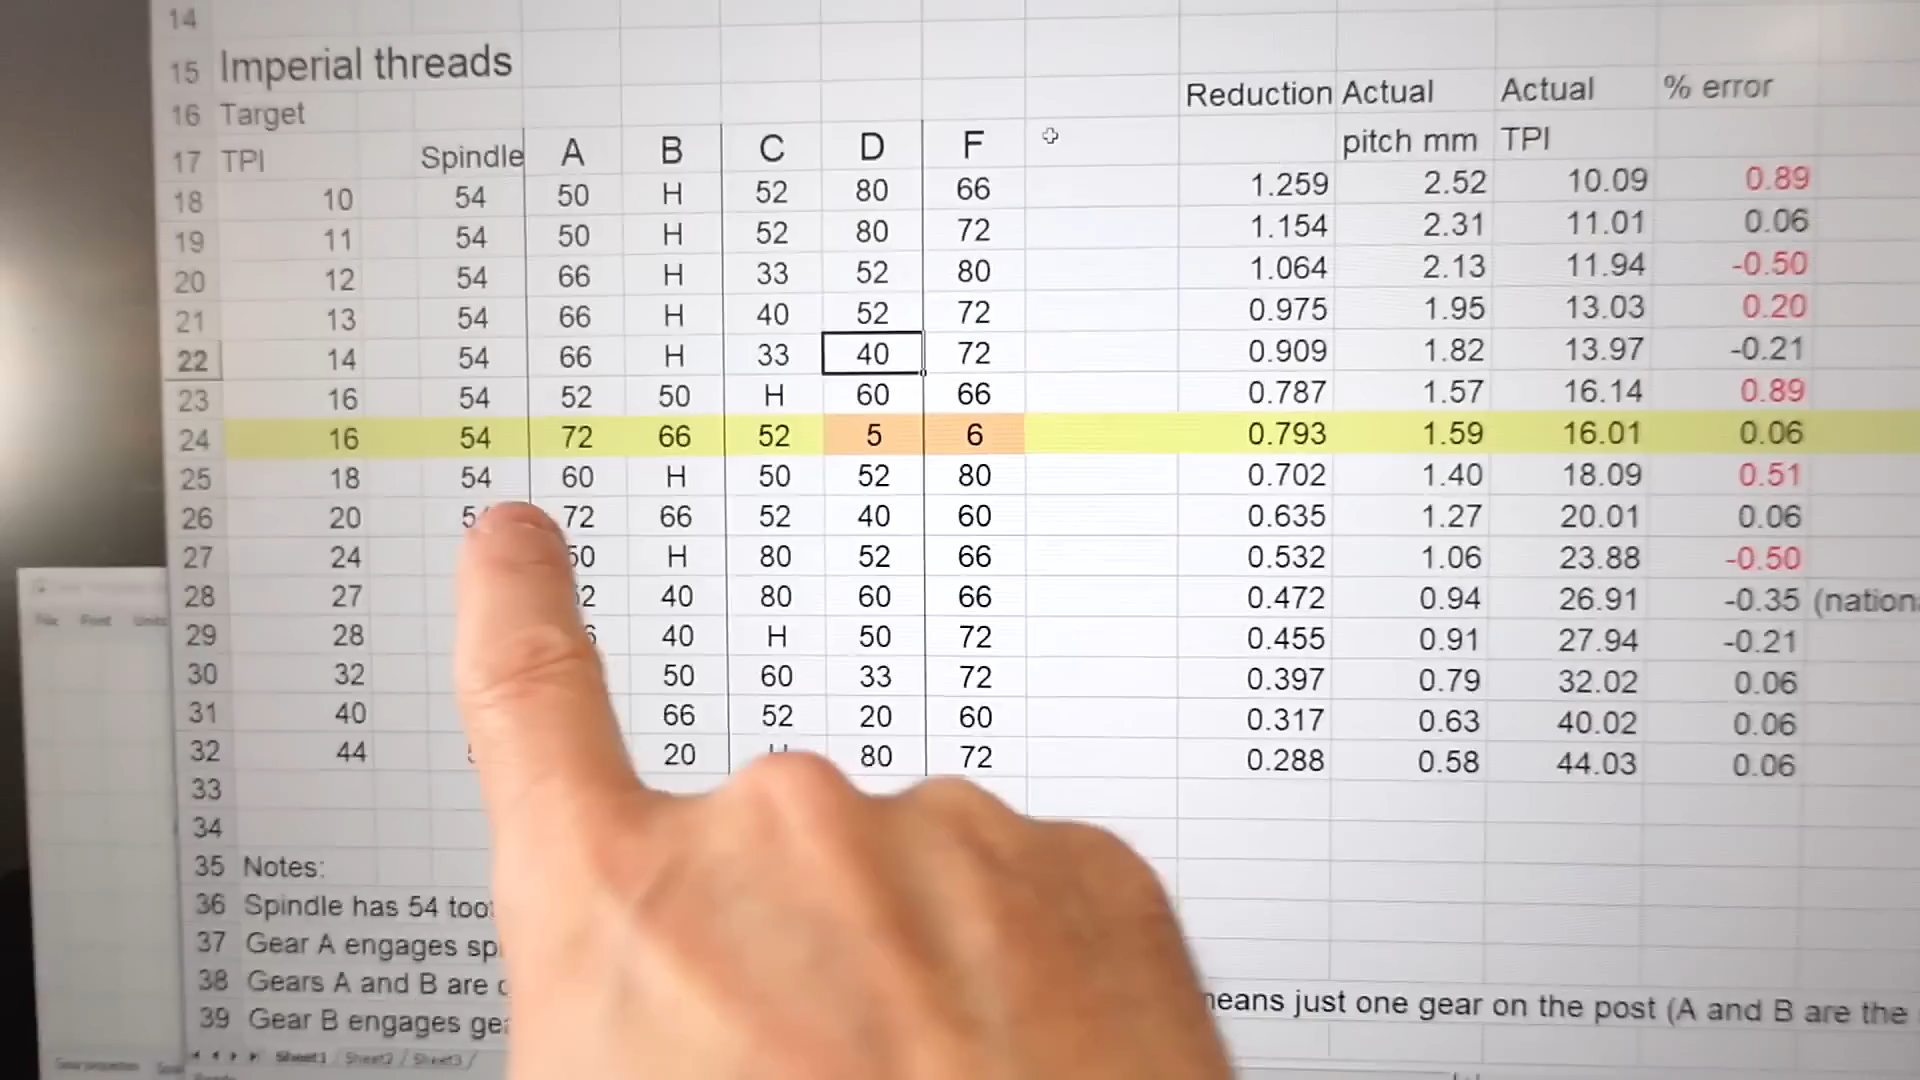 14
15 Imperial threads
16 Target Reduction Actual Actual % error
17 TPI Spindle A B C D F pitch mm TPI
18 10 54 50 H 52 80 66 1.259 2.52 10.09 0.89
19 11 54 50 H 52 80 72 1.154 2.31 11.01 0.06
20 12 54 66 H 33 52 80 1.064 2.13 11.94 -0.50
21 13 54 66 H 40 52 72 0.975 1.95 13.03 0.20
22 14 54 66 H 33 40 72 0.909 1.82 13.97 -0.21
23 16 54 52 50 H 60 66 0.787 1.57 16.14 0.89
24 16 54 72 66 52 5 6 0.793 1.59 16.01 0.06
25 18 54 60 H 50 52 80 0.702 1.40 18.09 0.51
26 20 5 72 66 52 40 60 0.635 1.27 20.01 0.06
27 24 H 80 52 66 0.532 1.06 23.88 -0.50
28 27 2 40 80 60 66 0.472 0.94 26.91 -0.35 (nation
29 28 40 H 50 72 0.455 0.91 27.94 -0.21
30 32 50 60 33 72 0.397 0.79 32.02 0.06
31 40 66 52 20 60 0.317 0.63 40.02 0.06
32 44 20 80 72 0.288 0.58 44.03 0.06
33
34
35 Notes:
36 Spindle has 54 too
37 Gear A engages sp
38 Gears A and B are means just one gear on the post (A and B are the
39 Gear B engages ge
Sheet1 / Sheet2 / Sheet3 /